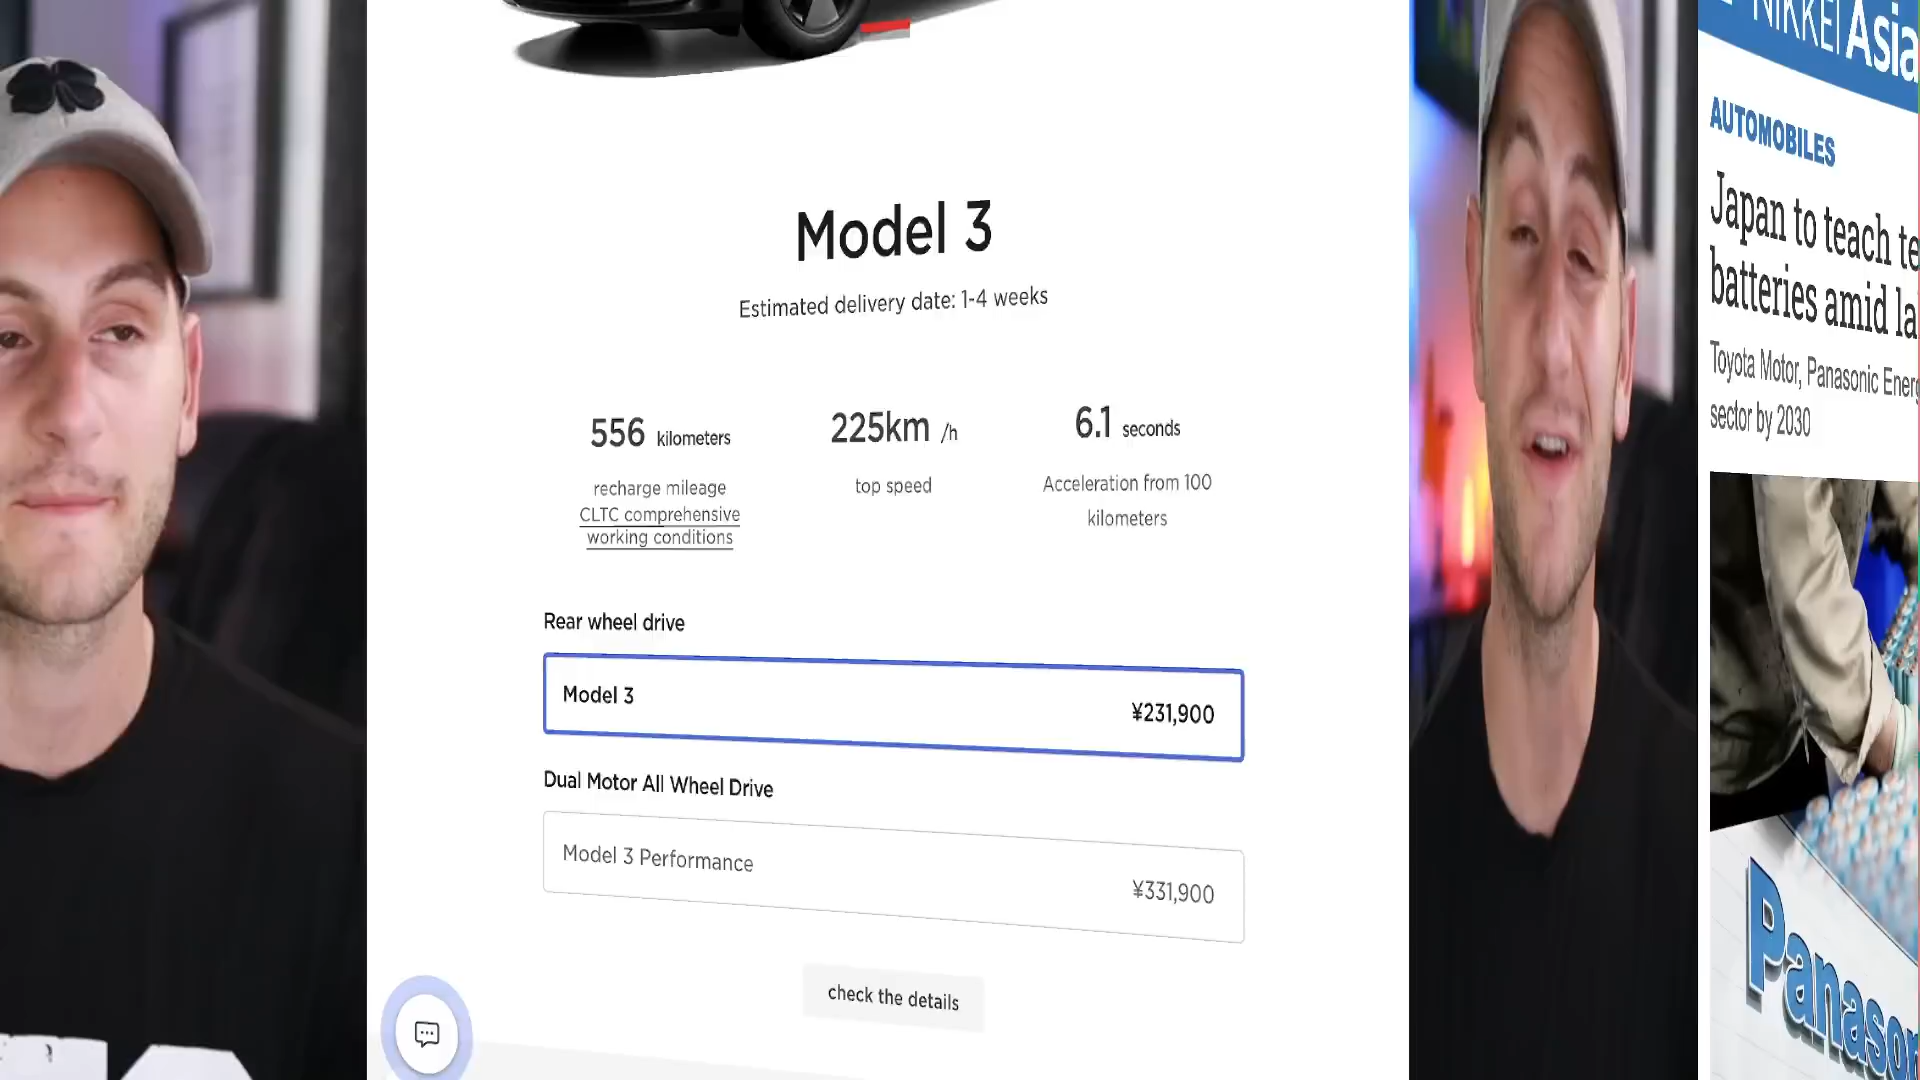 Model 3
Estimated delivery date: 1-4 weeks
556 kilometers
recharge mileage
CLTC comprehensive
working conditions
225km /h
top speed
6.1 seconds
Acceleration from 100
kilometers
Rear wheel drive
Model 3 ¥231,900
Dual Motor All Wheel Drive
Model 3 Performance ¥331,900
check the details
NIKKEI Asia
AUTOMOBILES
Japan to teach te
batteries amid la
Toyota Motor, Panasonic Energ
sector by 2030
Panaso